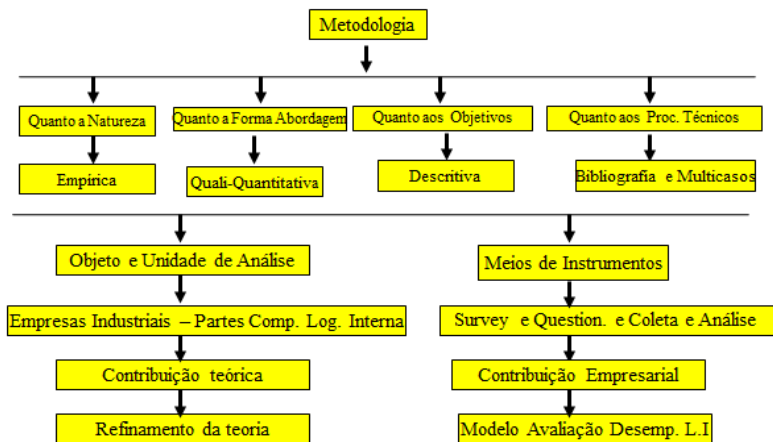 Metodologia
Quanto a Natureza
Quanto a Forma Abordagem
Quanto aos Objetivos
Quanto aos Proc. Técnicos
Empírica
Quali-Quantitativa
Descritiva
Bibliografia e Multicasos
Objeto e Unidade de Análise
Meios de Instrumentos
Empresas Industriais – Partes Comp. Log. Interna
Survey e Question. e Coleta e Análise
Contribuição teórica
Contribuição Empresarial
Refinamento da teoria
Modelo Avaliação Desemp. L.I